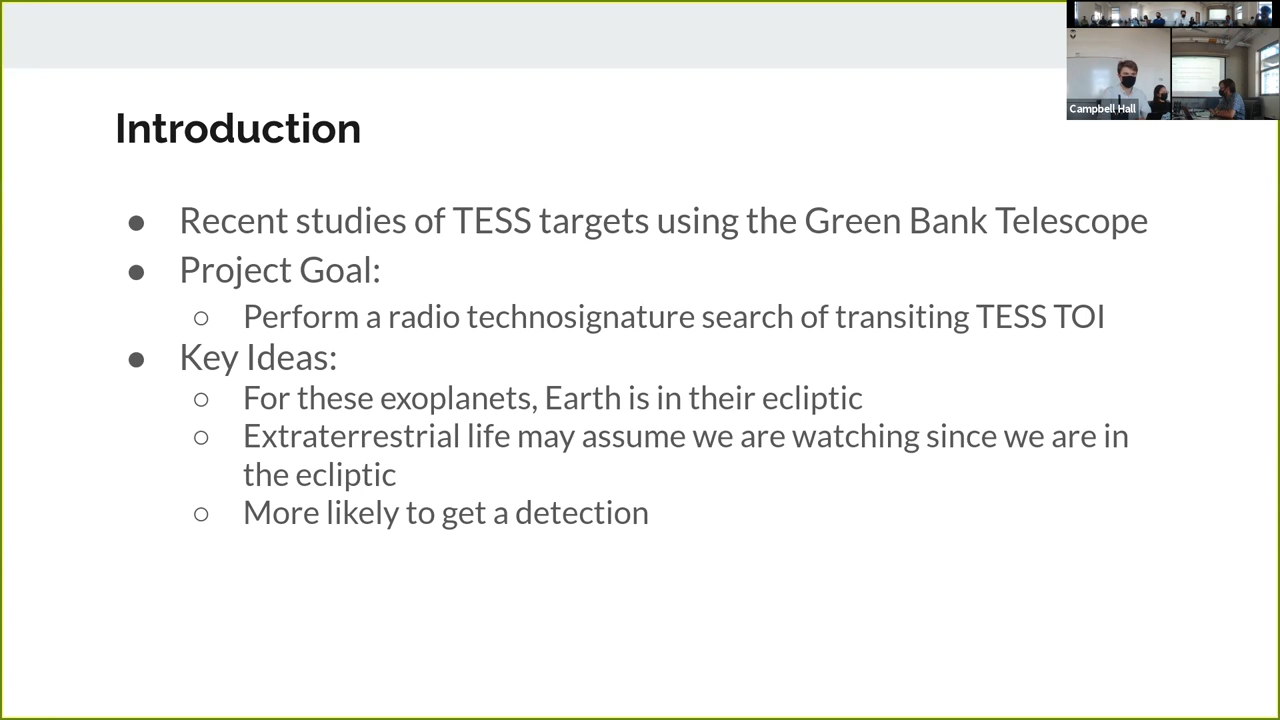 Introduction
● Recent studies of TESS targets using the Green Bank Telescope
● Project Goal:
○ Perform a radio technosignature search of transiting TESS TOI
● Key Ideas:
○ For these exoplanets, Earth is in their ecliptic
○ Extraterrestrial life may assume we are watching since we are in
the ecliptic
○ More likely to get a detection
Campbell Hall